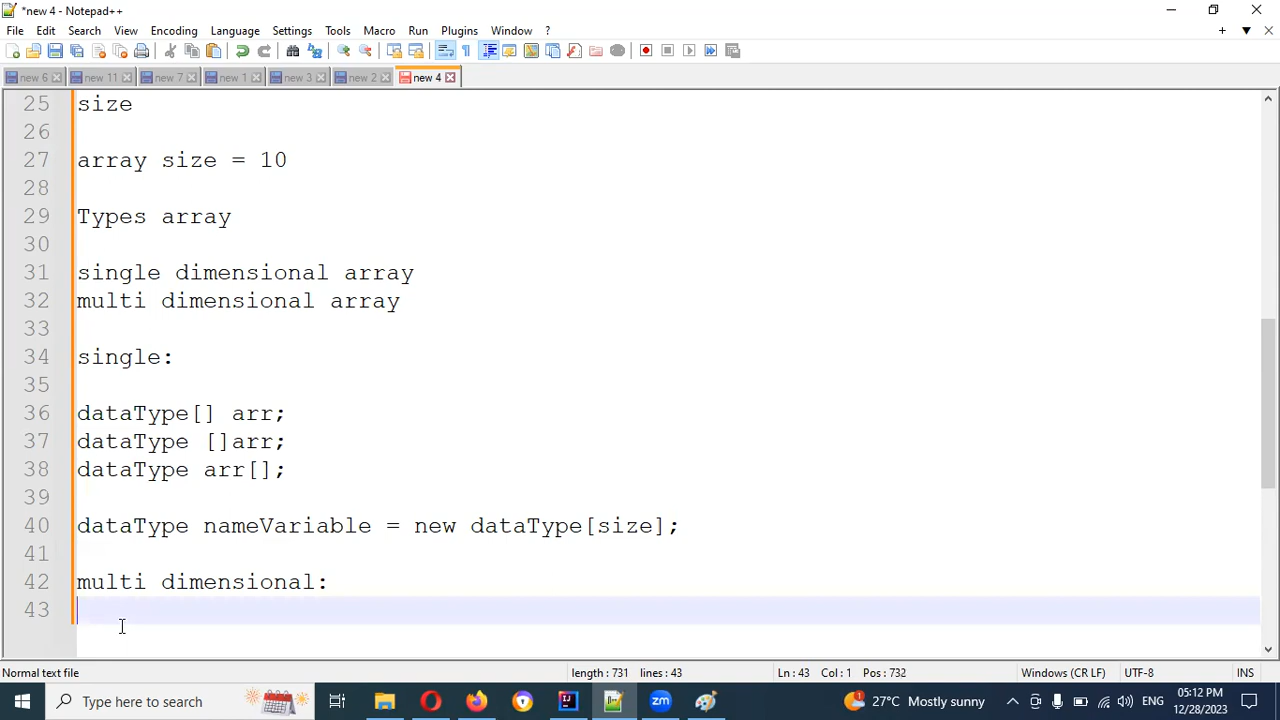 *new 4 - Notepad++
File Edit Search View Encoding Language Settings Tools Macro Run Plugins Window ?
new 6 new 11 new 7 new 1 new 3 new 2 new 4
25 size
26
27 array size = 10
28
29 Types array
30
31 single dimensional array
32 multi dimensional array
33
34 single:
35
36 dataType[] arr;
37 dataType []arr;
38 dataType arr[];
39
40 dataType nameVariable = new dataType[size];
41
42 multi dimensional:
43
Normal text file length : 731 lines : 43 Ln : 43 Col : 1 Pos : 732 Windows (CR LF) UTF-8 INS
Type here to search 27°C Mostly sunny ENG 05:12 PM
12/28/2023